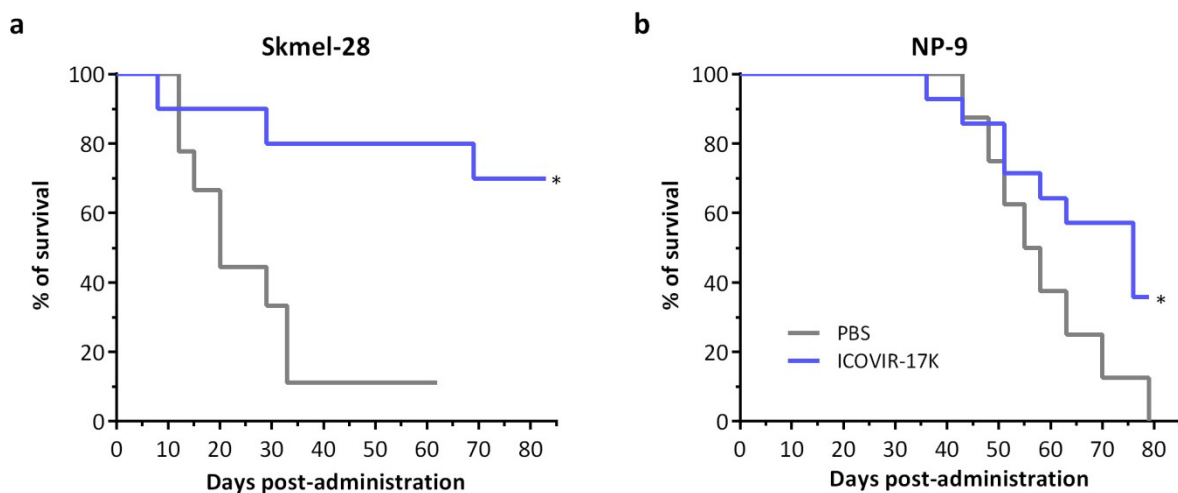 a
Skmel-28
100
80
60
40
20
0
% of survival
*
0 10 20 30 40 50 60 70 80
Days post-administration
b
NP-9
100
80
60
40
20
0
% of survival
*
PBS
ICOVIR-17K
0 10 20 30 40 50 60 70 80
Days post-administration